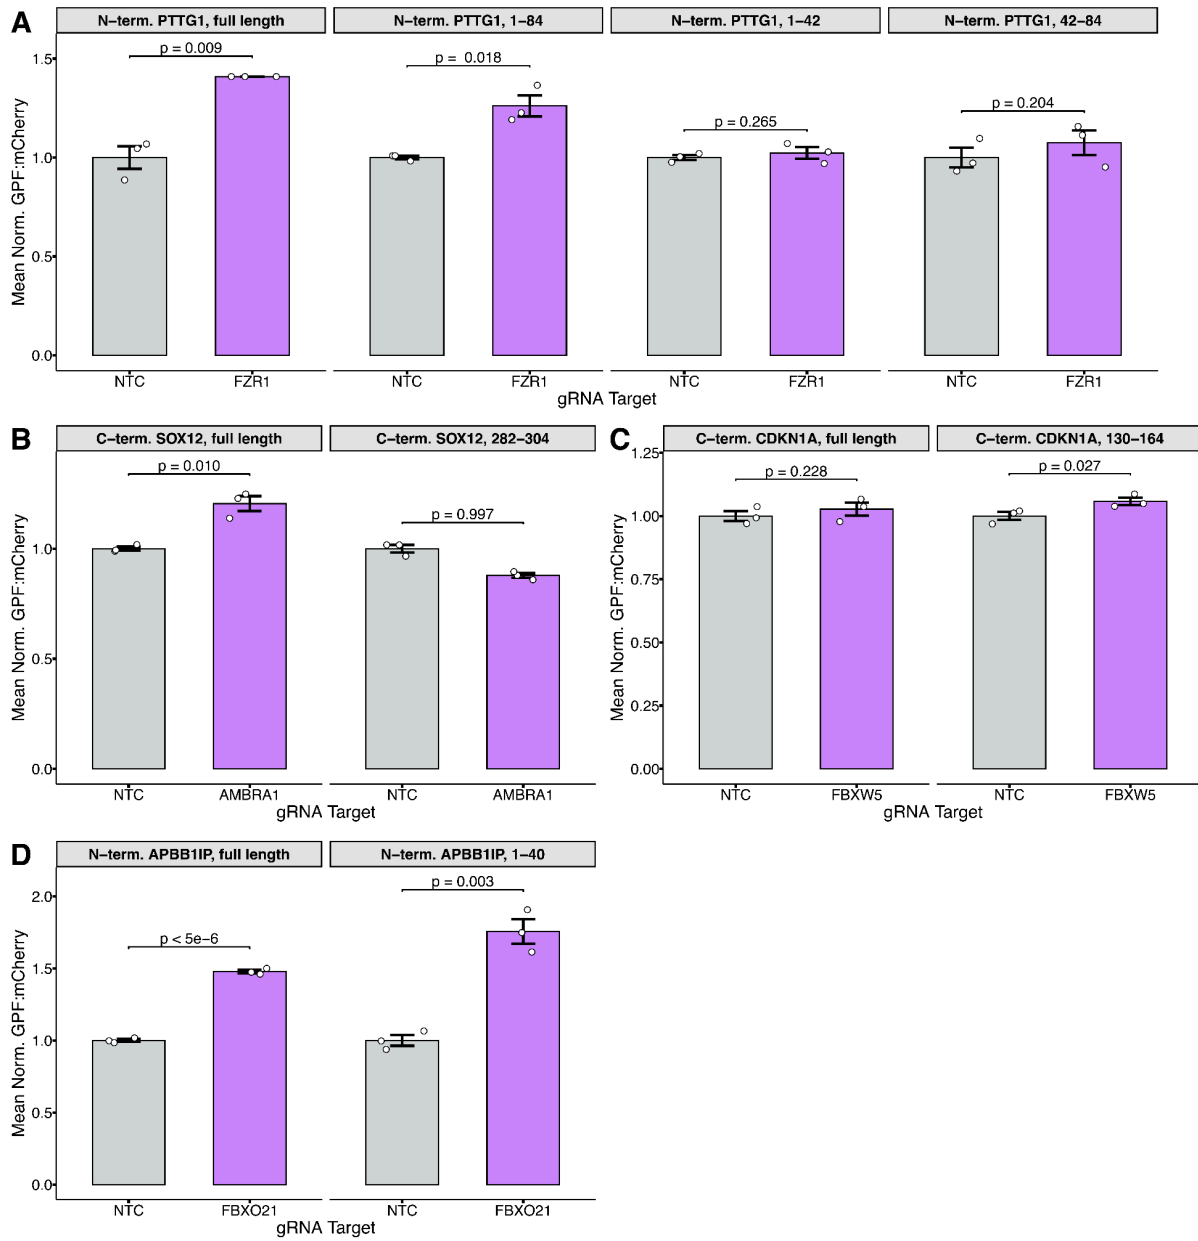 A
N−term. PTTG1, full length
N−term. PTTG1, 1−84
N−term. PTTG1, 1−42
N−term. PTTG1, 42−84
p = 0.009
p = 0.018
p = 0.265
p = 0.204
Mean Norm. GPF:mCherry
1.5
1.0
0.5
0.0
NTC
FZR1
NTC
FZR1
NTC
FZR1
NTC
FZR1
gRNA Target
B
C−term. SOX12, full length
C−term. SOX12, 282−304
p = 0.010
p = 0.997
Mean Norm. GPF:mCherry
1.0
0.5
0.0
NTC
AMBRA1
NTC
AMBRA1
gRNA Target
C
C−term. CDKN1A, full length
C−term. CDKN1A, 130−164
p = 0.228
p = 0.027
Mean Norm. GPF:mCherry
1.25
1.00
0.75
0.50
0.25
0.00
NTC
FBXW5
NTC
FBXW5
gRNA Target
D
N−term. APBB1IP, full length
N−term. APBB1IP, 1−40
p < 5e−6
p = 0.003
Mean Norm. GPF:mCherry
2.0
1.5
1.0
0.5
0.0
NTC
FBXO21
NTC
FBXO21
gRNA Target